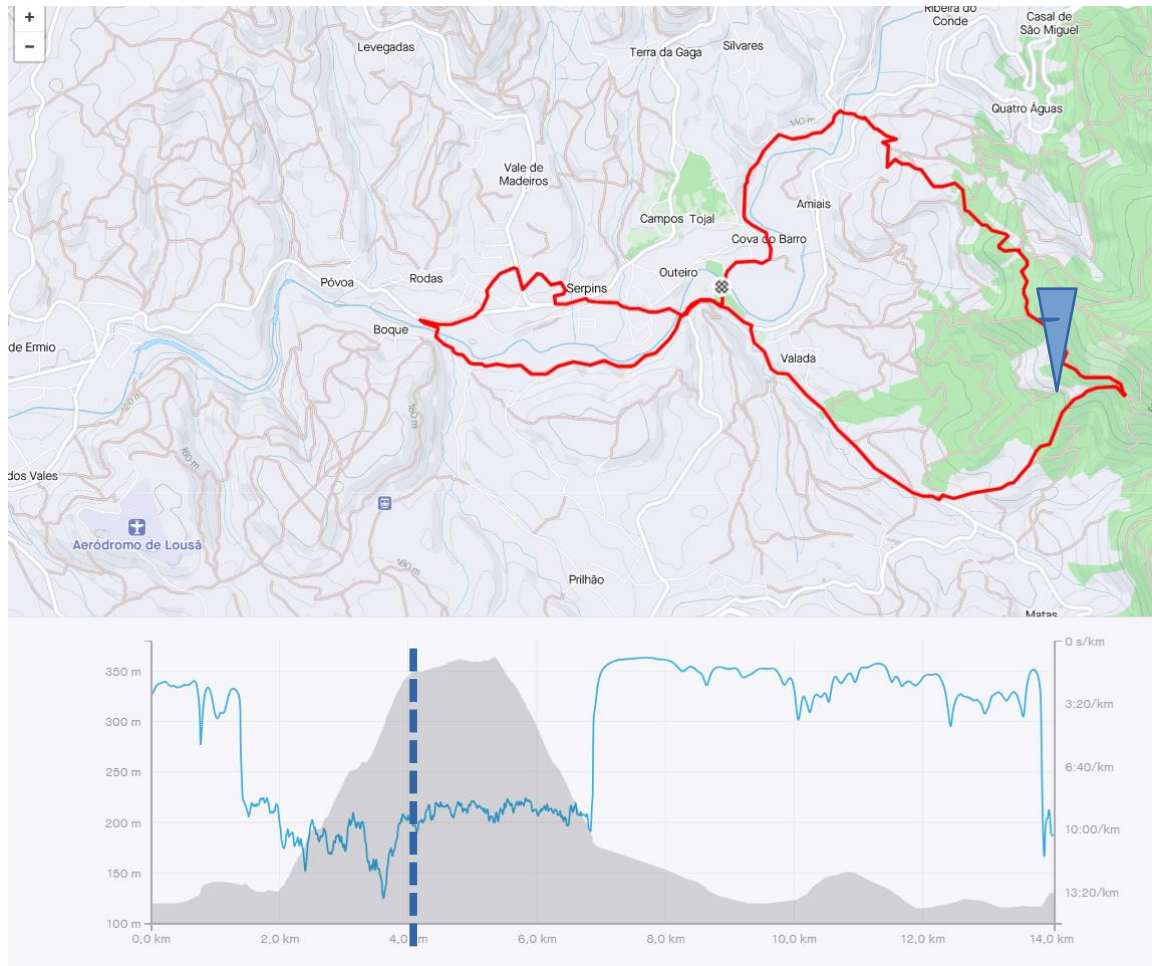 +
−
Ribeira do
Conde
Casal de
São Miguel
Levegadas
Terra da Gaga
Silvares
Quatro Águas
140 m
Vale de
Madeiros
Amiais
Campos Tojal
Cova do Barro
Outeiro
Póvoa
Rodas
Serpins
Boque
de Ermio
Valada
120 m
160 m
160 m
dos Vales
Aeródromo de Lousã
160 m
Prilhão
Matas
350 m
300 m
250 m
200 m
150 m
100 m
0 s/km
3:20/km
6:40/km
10:00/km
13:20/km
0,0 km
2,0 km
4,0 km
6,0 km
8,0 km
10,0 km
12,0 km
14,0 km